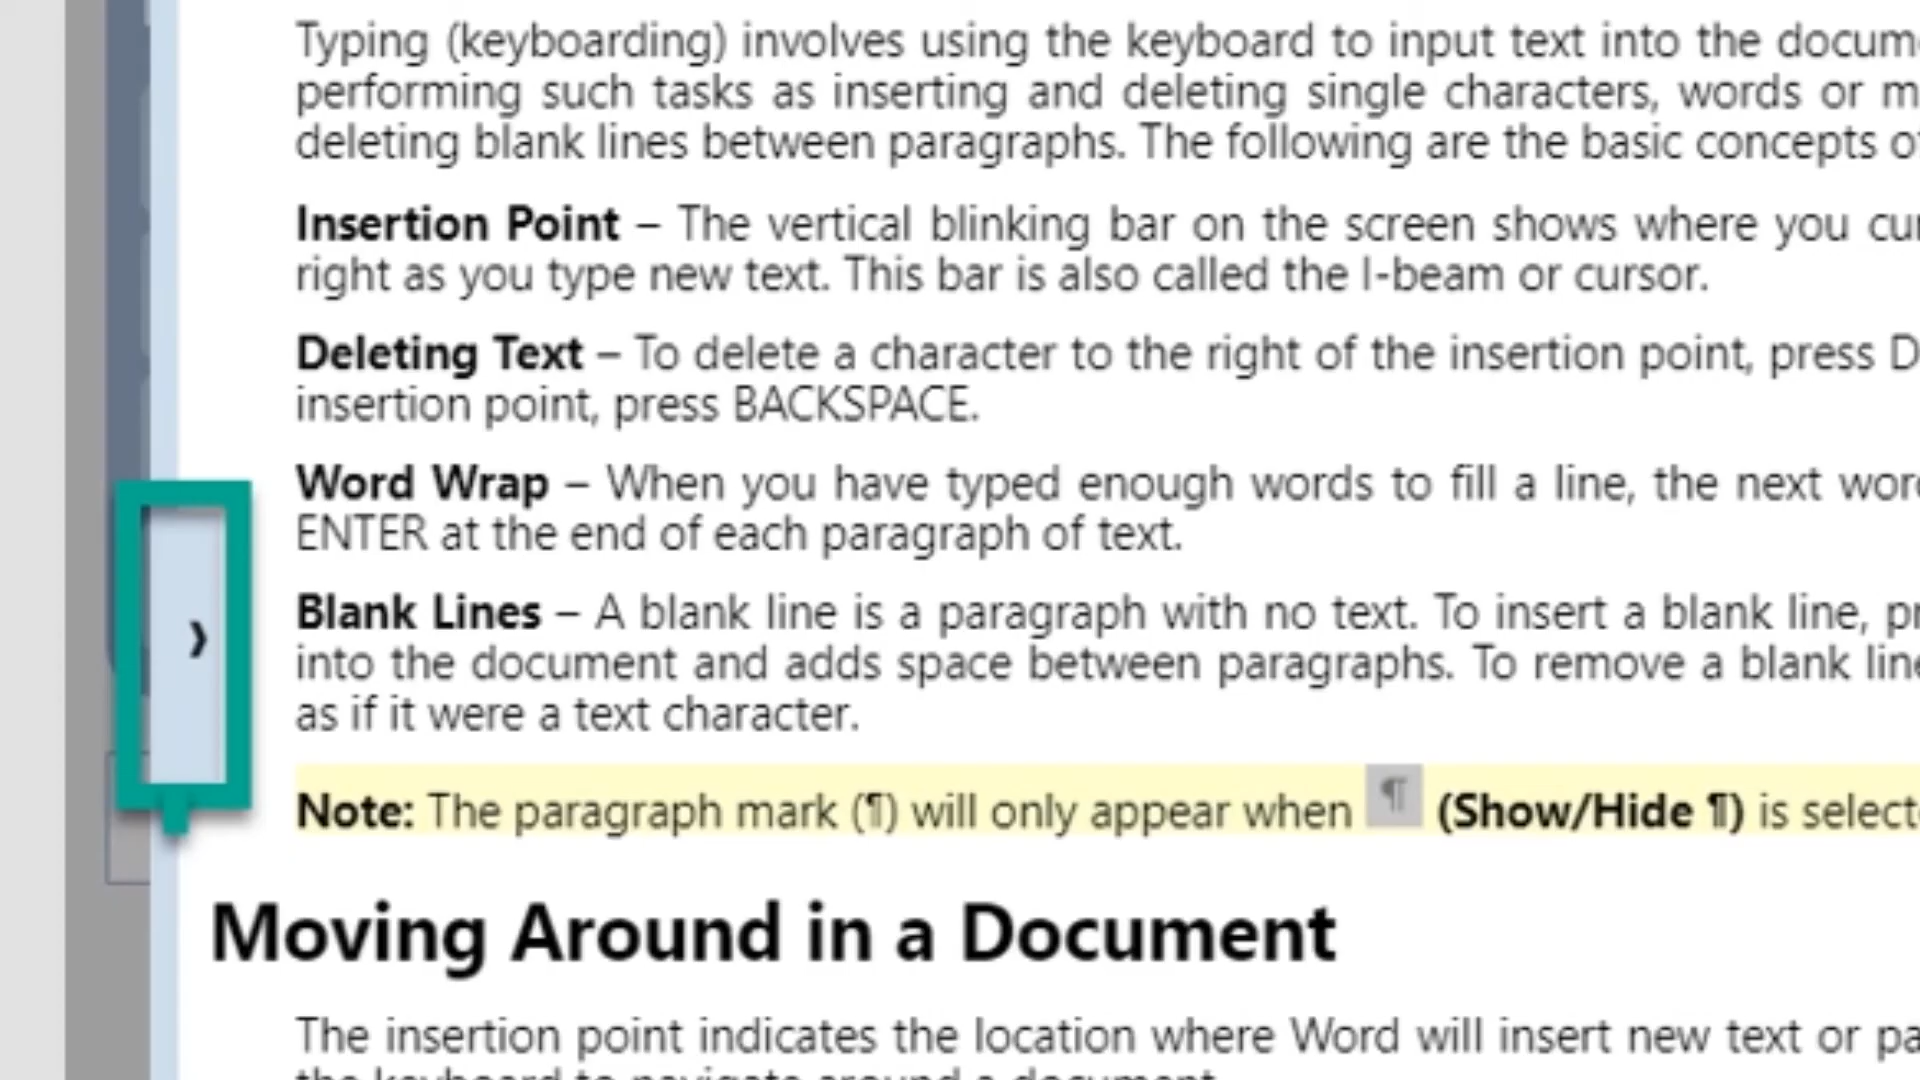 Typing (keyboarding) involves using the keyboard to input text into the
performing such tasks as inserting and deleting single characters, words or
deleting blank lines between paragraphs. The following are the basic concepts
Insertion Point – The vertical blinking bar on the screen shows where you
right as you type new text. This bar is also called the I-beam or cursor.
Deleting Text – To delete a character to the right of the insertion point, press
insertion point, press BACKSPACE.
Word Wrap – When you have typed enough words to fill a line, the next
ENTER at the end of each paragraph of text.
Blank Lines – A blank line is a paragraph with no text. To insert a blank line,
into the document and adds space between paragraphs. To remove a blank
as if it were a text character.
Note: The paragraph mark (¶) will only appear when ¶ (Show/Hide ¶) is
Moving Around in a Document
The insertion point indicates the location where Word will insert new text or
the keyboard to navigate around a document.